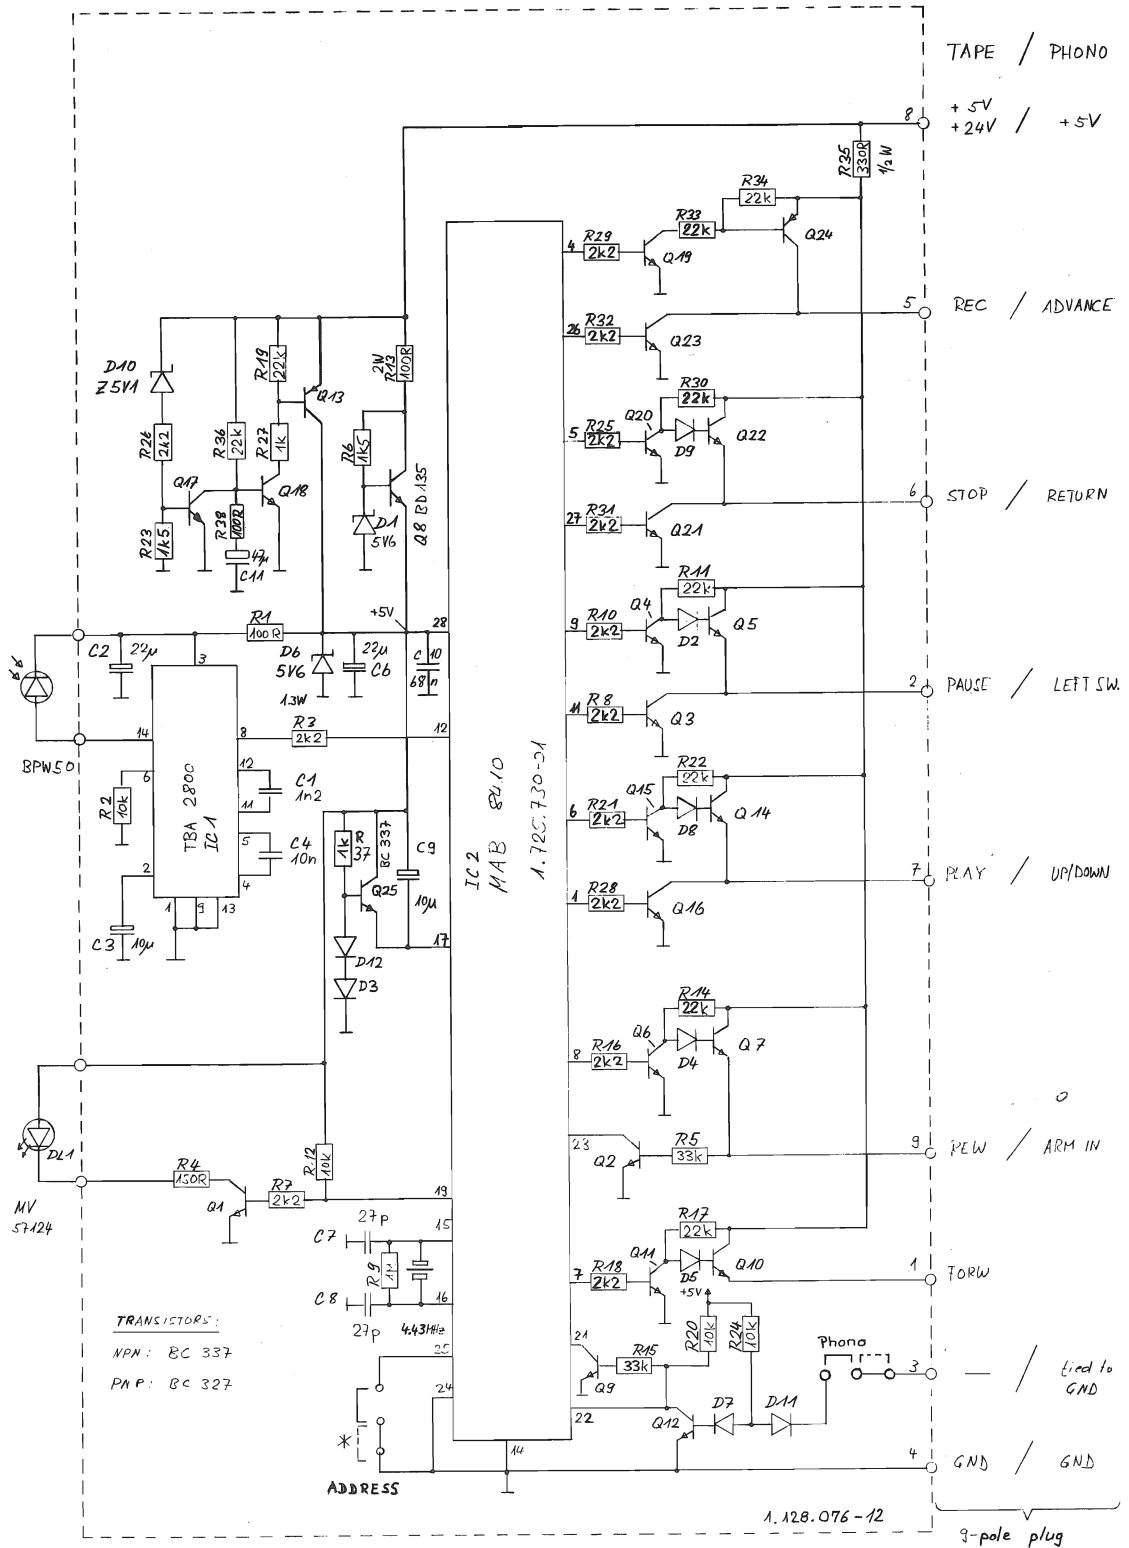 TAPE / PHONO
+ 5V
+24V / +5V
8
R35
330R
1/2 W
R34
22k
R33
22k
Q24
4
R29
2k2
Q19
5
REC / ADVANCE
26
R32
2k2
Q23
D10
Z5V1
R19
22k
Q13
2W
R13
100R
R30
22k
Q20
D9
Q22
5
R25
2k2
R26
2k2
R36
22k
R27
1k
R6
1k5
Q8 BD135
Q17
Q18
R38
100R
47µ
C11
R23
1k5
D1
5V6
6
STOP / RETURN
27
R31
2k2
Q21
R11
22k
Q4
D2
Q5
+5V
28
9
R10
2k2
R1
100R
C2
22µ
D6
5V6
1.3W
22µ
C6
C 10
68n
3
2
PAUSE / LEFT SW.
11
R8
2k2
Q3
BPW50
14
8
R3
2k2
12
6
R2
10k
TBA 2800
IC1
12
11
C1
1n2
5
4
C4
10n
2
C3
10µ
1
9
13
IC2
MAB 8410
1.725.730-01
R22
22k
Q15
D8
Q14
6
R21
2k2
7
PLAY / UP/DOWN
1
R28
2k2
Q16
1k
R
37
BC 337
Q25
C9
10µ
17
D12
D3
R14
22k
Q6
D4
Q7
8
R16
2k2
23
Q2
R5
33k
9
REW / ARM IN
DL1
MV
57124
R4
150R
Q1
R7
2k2
R12
10k
19
15
C7
27p
R9
1M
C8
27p
4.43MHz
16
R17
22k
Q11
D5
Q10
7
R18
2k2
1
FORW
+5V
R20
10k
R24
10k
21
R15
33k
Q9
Phono
3
— / tied to
GND
22
Q12
D7
D11
TRANSISTORS:
NPN: BC 337
PNP: BC 327
25
24
*
ADDRESS
14
4
GND / GND
1.128.076-12
9-pole plug